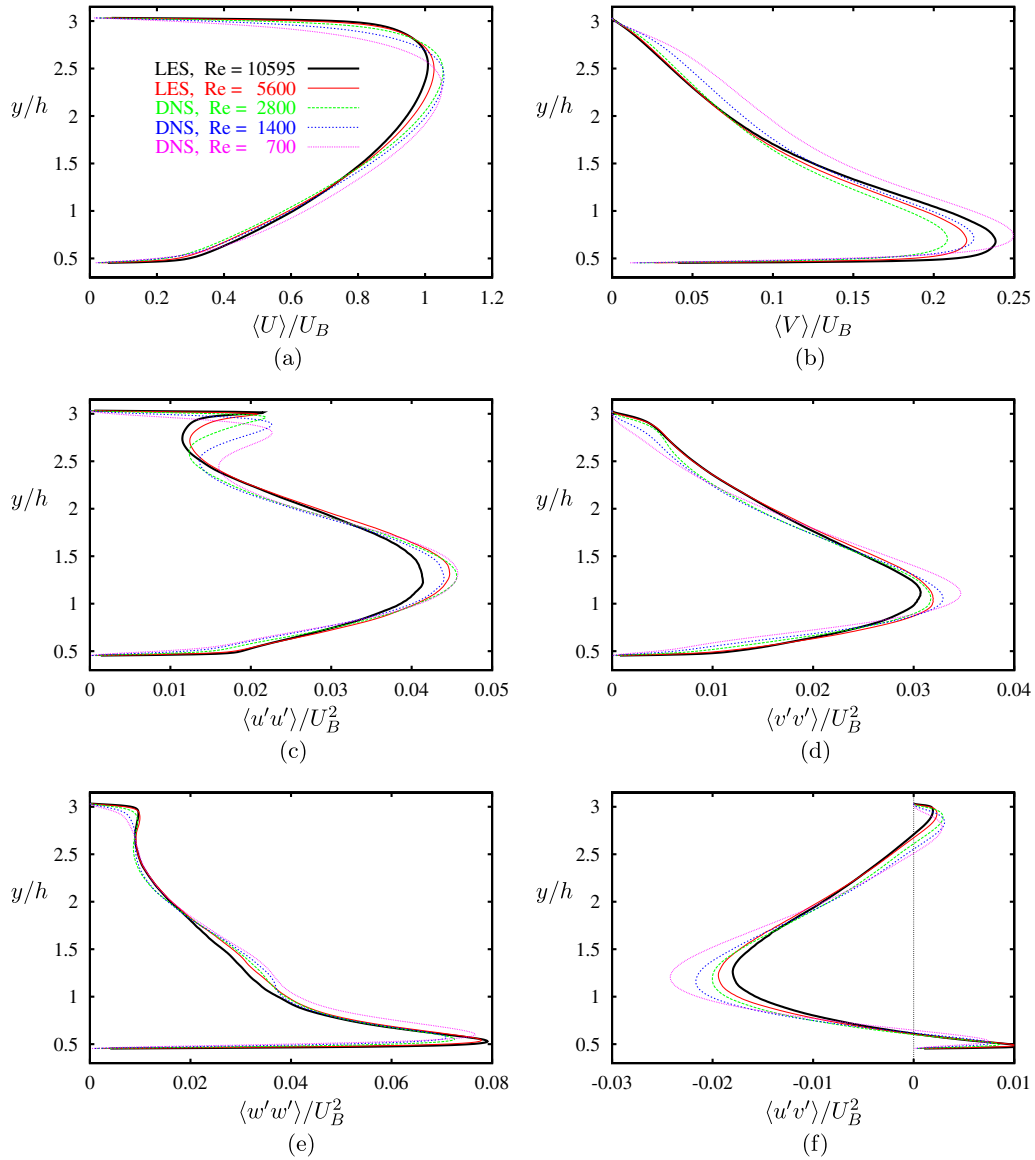 3
2.5
y/h
2
1.5
1
0.5
LES, Re = 10595
LES, Re = 5600
DNS, Re = 2800
DNS, Re = 1400
DNS, Re = 700
0 0.2 0.4 0.6 0.8 1 1.2
⟨U⟩/U_B
(a)
3
2.5
y/h
2
1.5
1
0.5
0 0.05 0.10 0.15 0.20 0.25
⟨V⟩/U_B
(b)
3
2.5
y/h
2
1.5
1
0.5
0 0.01 0.02 0.03 0.04 0.05
⟨u′u′⟩/U_B^2
(c)
3
2.5
y/h
2
1.5
1
0.5
0 0.01 0.02 0.03 0.04
⟨v′v′⟩/U_B^2
(d)
3
2.5
y/h
2
1.5
1
0.5
0 0.02 0.04 0.06 0.08
⟨w′w′⟩/U_B^2
(e)
3
2.5
y/h
2
1.5
1
0.5
-0.03 -0.02 -0.01 0 0.01
⟨u′v′⟩/U_B^2
(f)